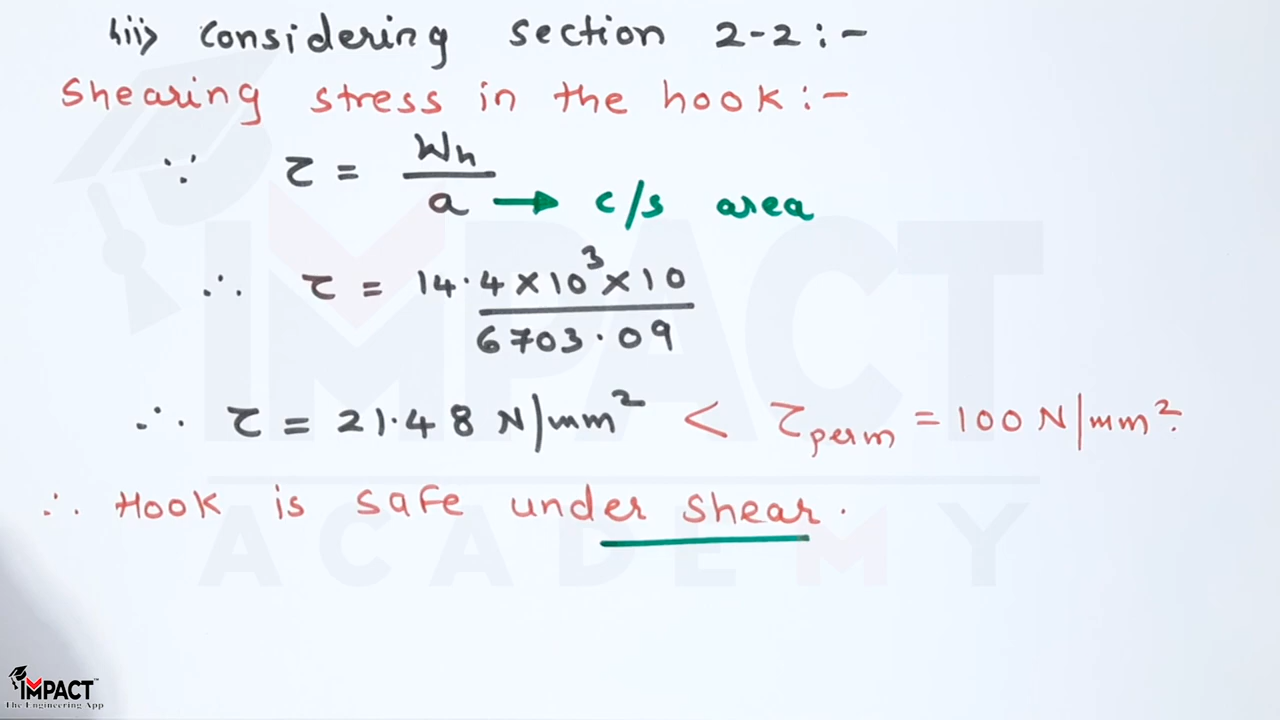 (iii) Considering section 2-2:-
Shearing stress in the hook:-
∵ τ = Wh / a → c/s area
∴ τ = 14.4×10³×10 / 6703.09
∴ τ = 21.48 N/mm² < τperm = 100 N/mm².
∴ Hook is safe under shear.
IMPACT
ACADEMY
IMPACT™
The Engineering App